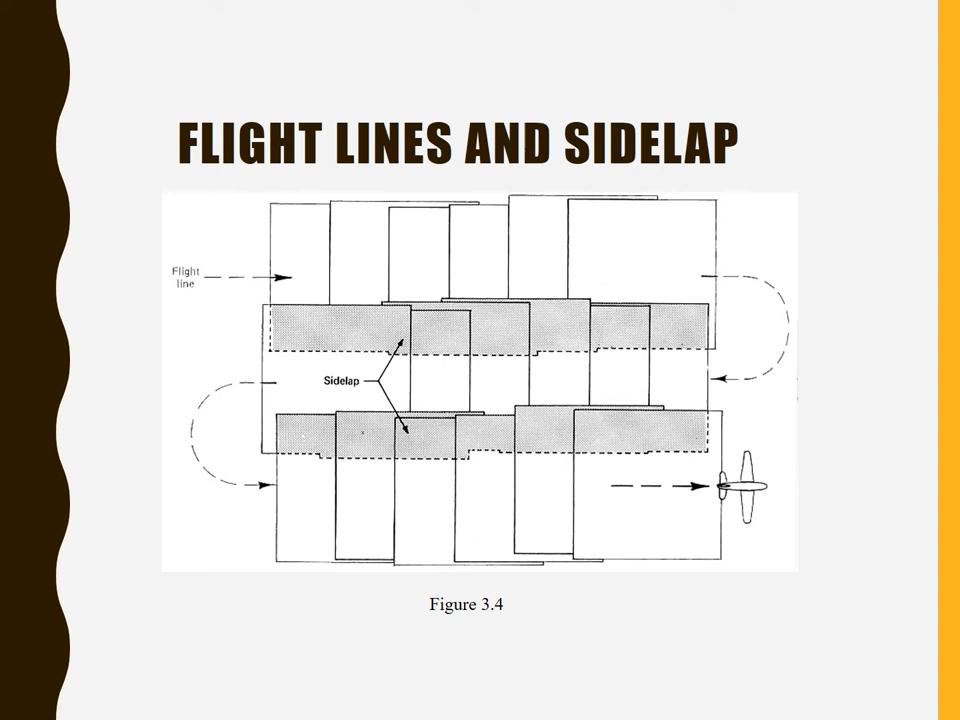 FLIGHT LINES AND SIDELAP
Flight
line
Sidelap
Figure 3.4